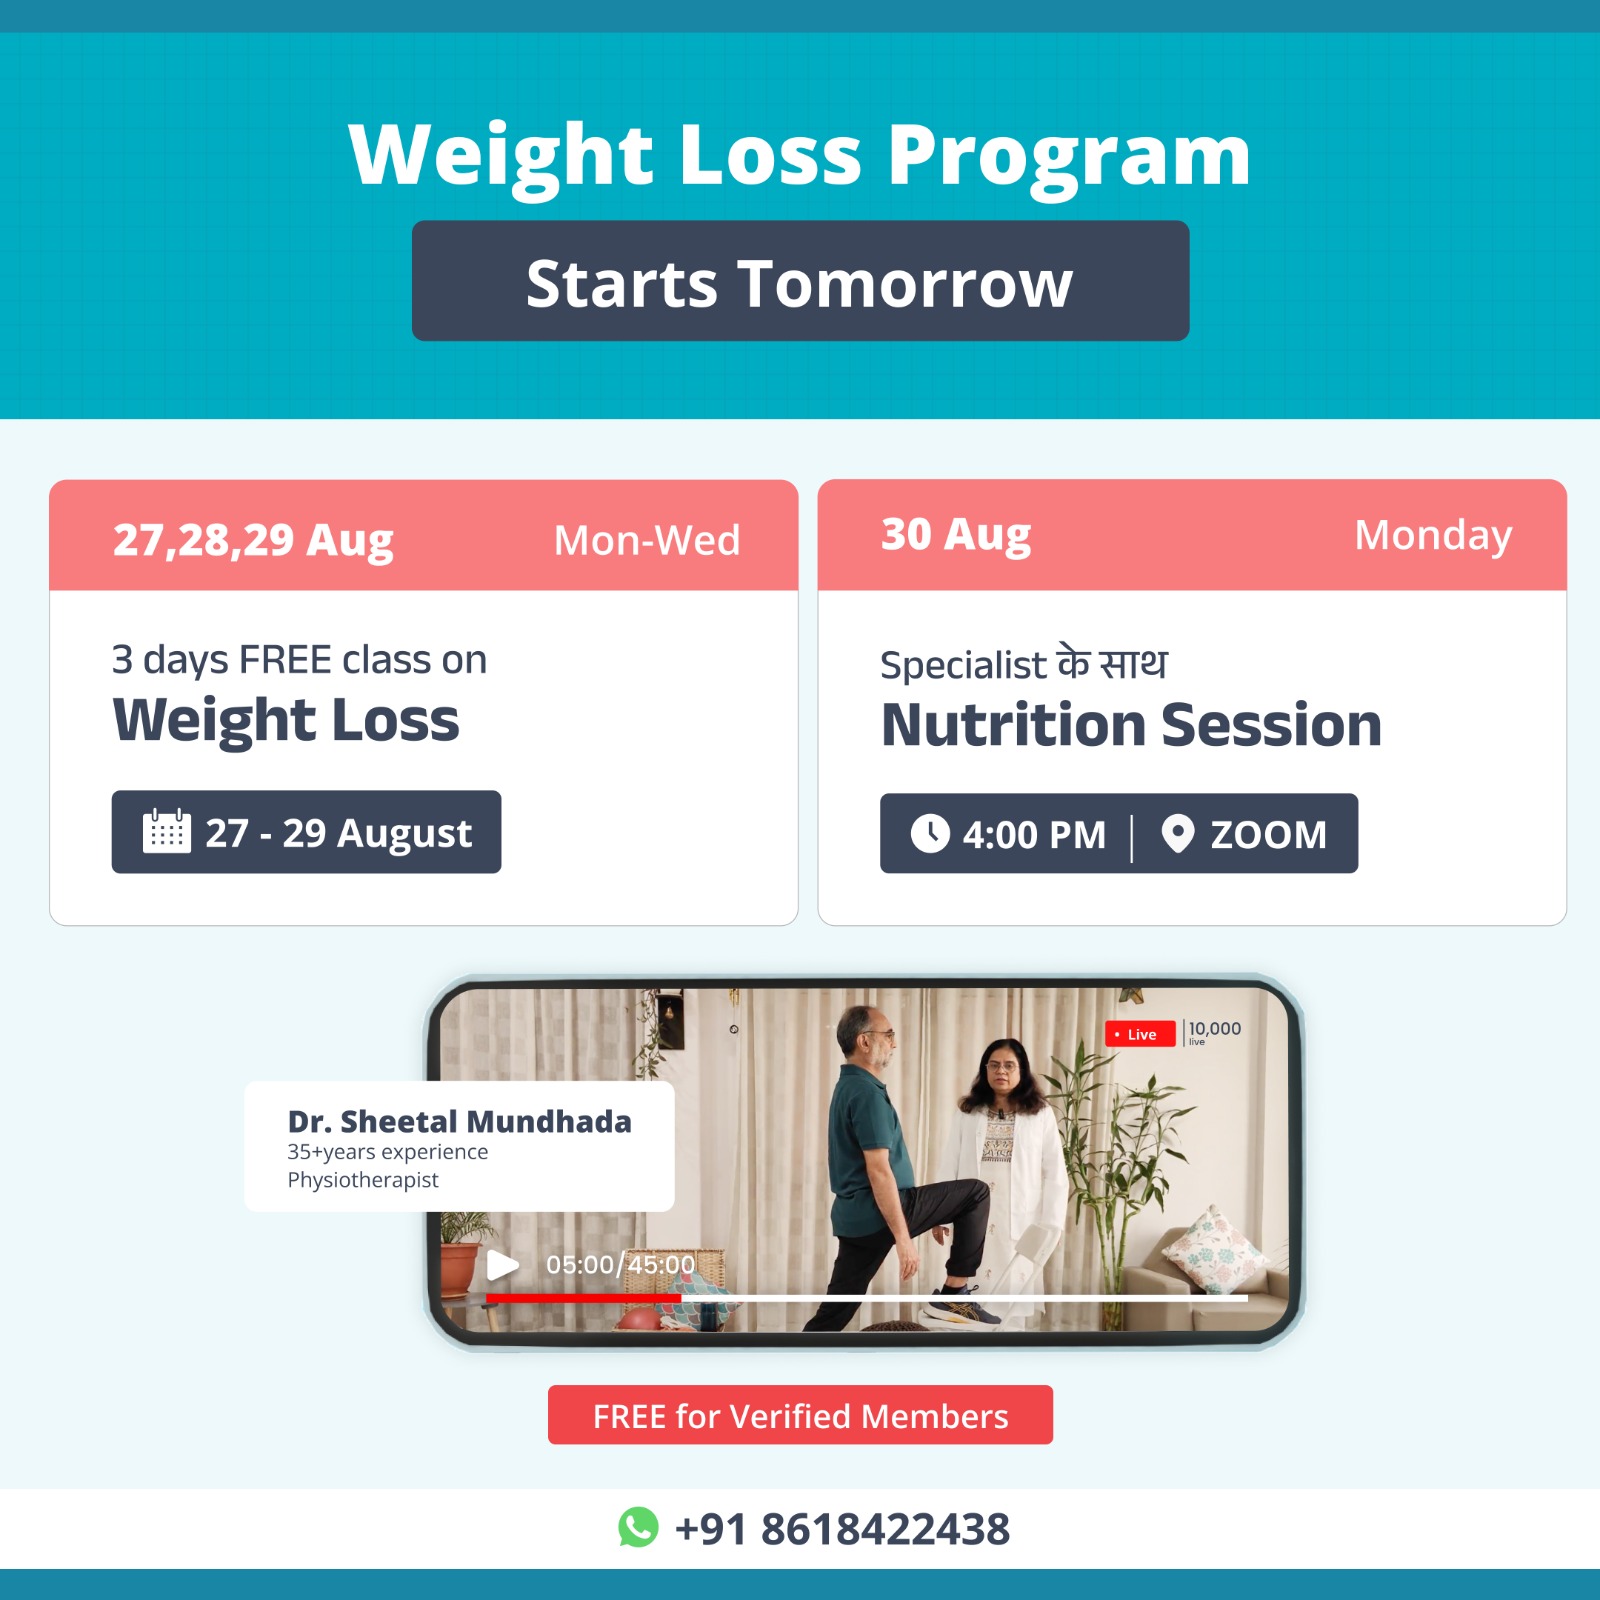 Weight Loss Program
Starts Tomorrow
27,28,29 Aug Mon-Wed
3 days FREE class on
Weight Loss
27 - 29 August
30 Aug Monday
Specialist के साथ
Nutrition Session
4:00 PM | ZOOM
Live 10,000
live
Dr. Sheetal Mundhada
35+years experience
Physiotherapist
05:00/45:00
FREE for Verified Members
+91 8618422438